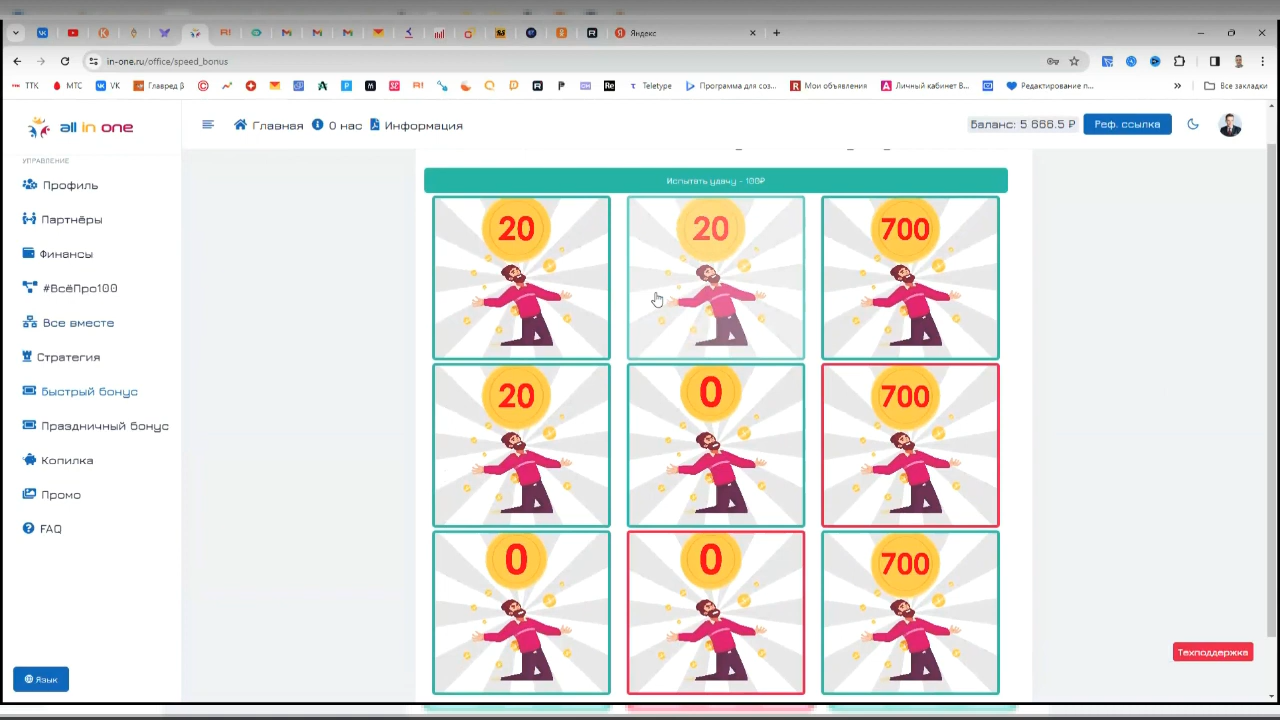 Яндекс
in-one.ru/office/speed_bonus
ТТК
МТС
VK
Главред β
Teletype
Программа для соз...
Мои объявления
Личный кабинет B...
Редактирование п...
Все закладки
all in one
Главная
О нас
Информация
Баланс: 5 666.5 ₽
Реф. ссылка
УПРАВЛЕНИЕ
Профиль
Партнёры
Финансы
#ВсёПро100
Все вместе
Стратегия
Быстрый бонус
Праздничный бонус
Копилка
Промо
FAQ
Язык
Испытать удачу - 100₽
20
20
700
20
0
700
0
0
700
Техподдержка